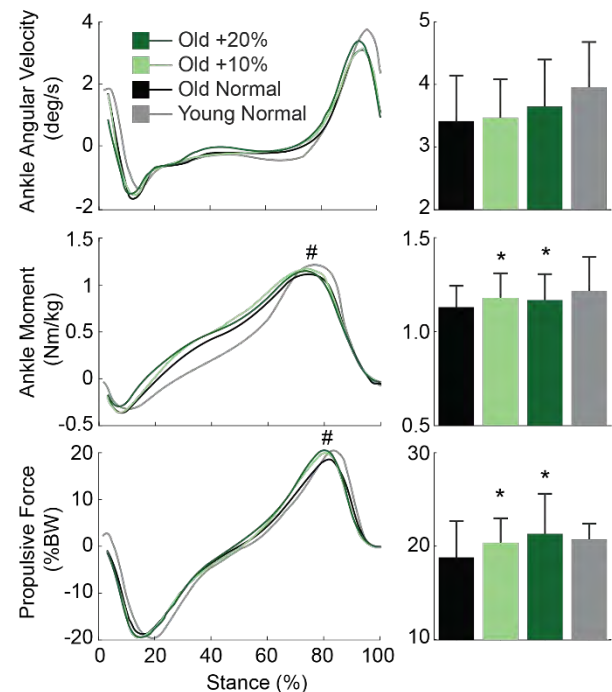 Ankle Angular Velocity
(deg/s)
4
2
0
-2
Old +20%
Old +10%
Old Normal
Young Normal
5
4
3
2
Ankle Moment
(Nm/kg)
1.5
1
0.5
0
-0.5
#
1.5
1.0
0.5
* *
Propulsive Force
(%BW)
20
10
0
-10
-20
#
0 20 40 60 80 100
Stance (%)
30
20
10
* *